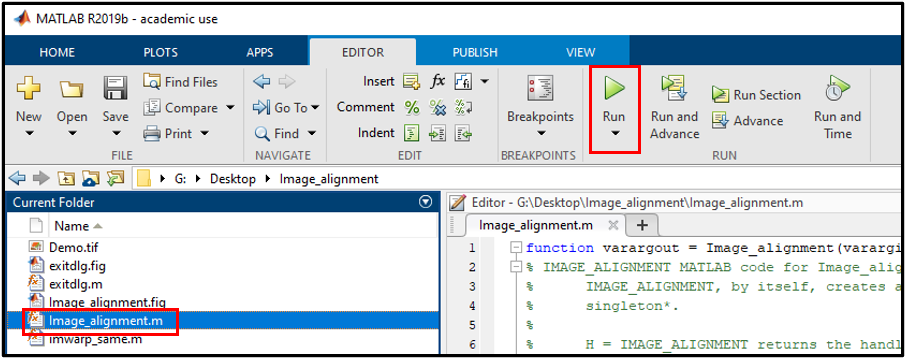 MATLAB R2019b - academic use
HOME PLOTS APPS EDITOR PUBLISH VIEW
New Open Save Find Files Compare Print
FILE
Go To Find
NAVIGATE
Insert fx
Comment % %
Indent
EDIT
Breakpoints
BREAKPOINTS
Run Run and Advance Run Section Advance Run and Time
RUN
G: Desktop Image_alignment
Current Folder
Name
Demo.tif
exitdlg.fig
exitdlg.m
Image_alignment.fig
Image_alignment.m
imwarp_same.m
Editor - G:\Desktop\Image_alignment\Image_alignment.m
Image_alignment.m
1 function varargout = Image_alignment(varargi
2 % IMAGE_ALIGNMENT MATLAB code for Image_alig
3 % IMAGE_ALIGNMENT, by itself, creates a
4 % singleton*.
5 %
6 % H = IMAGE_ALIGNMENT returns the handl